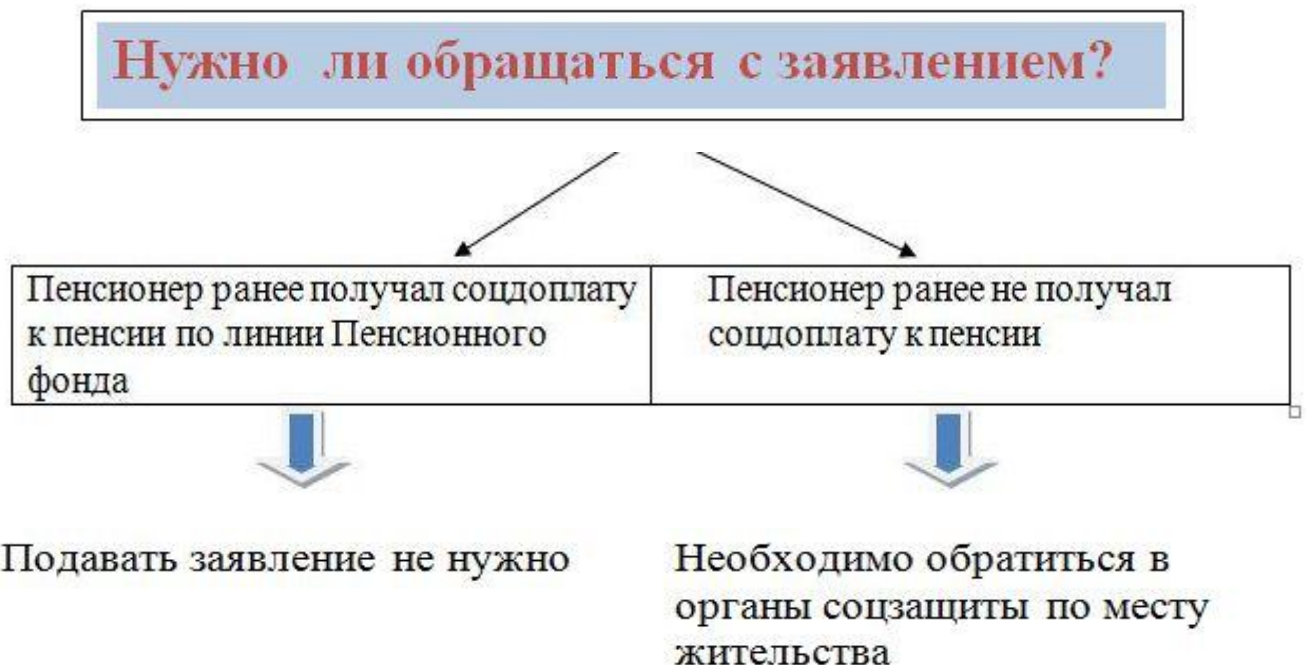 Нужно ли обращаться с заявлением?
Пенсионер ранее получал соцдоплату
к пенсии по линии Пенсионного
фонда
Пенсионер ранее не получал
соцдоплату к пенсии
Подавать заявление не нужно
Необходимо обратиться в
органы соцзащиты по месту
жительства